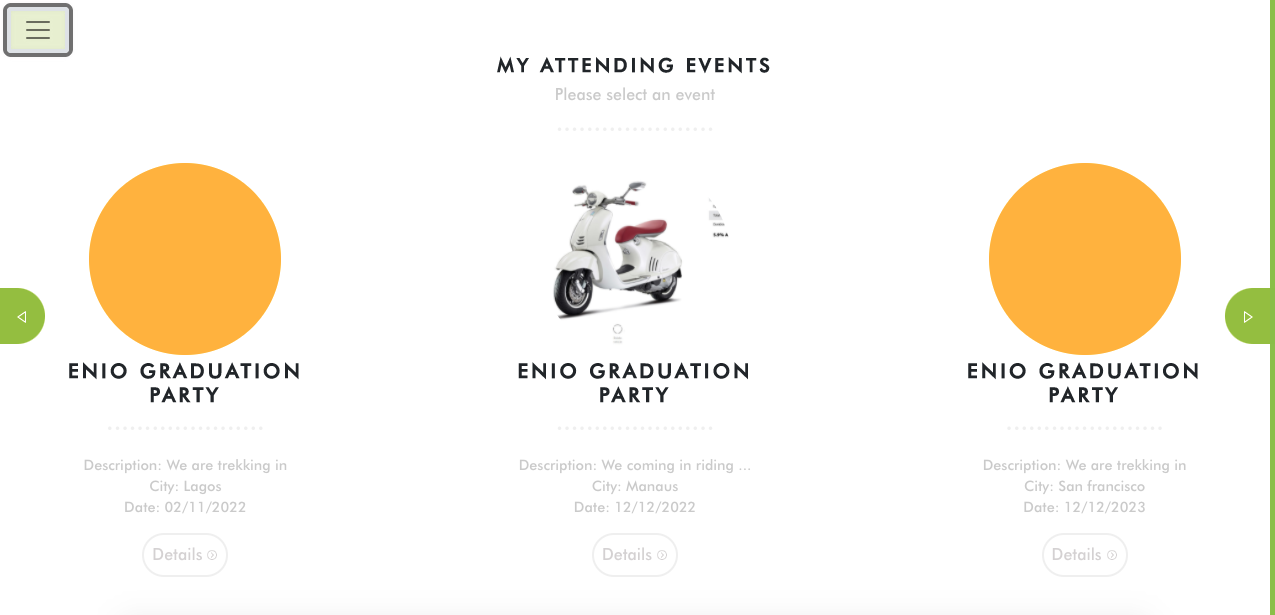 MY ATTENDING EVENTS
Please select an event
ENIO GRADUATION
PARTY
Description: We are trekking in
City: Lagos
Date: 02/11/2022
Details
ENIO GRADUATION
PARTY
Description: We coming in riding ...
City: Manaus
Date: 12/12/2022
Details
ENIO GRADUATION
PARTY
Description: We are trekking in
City: San francisco
Date: 12/12/2023
Details